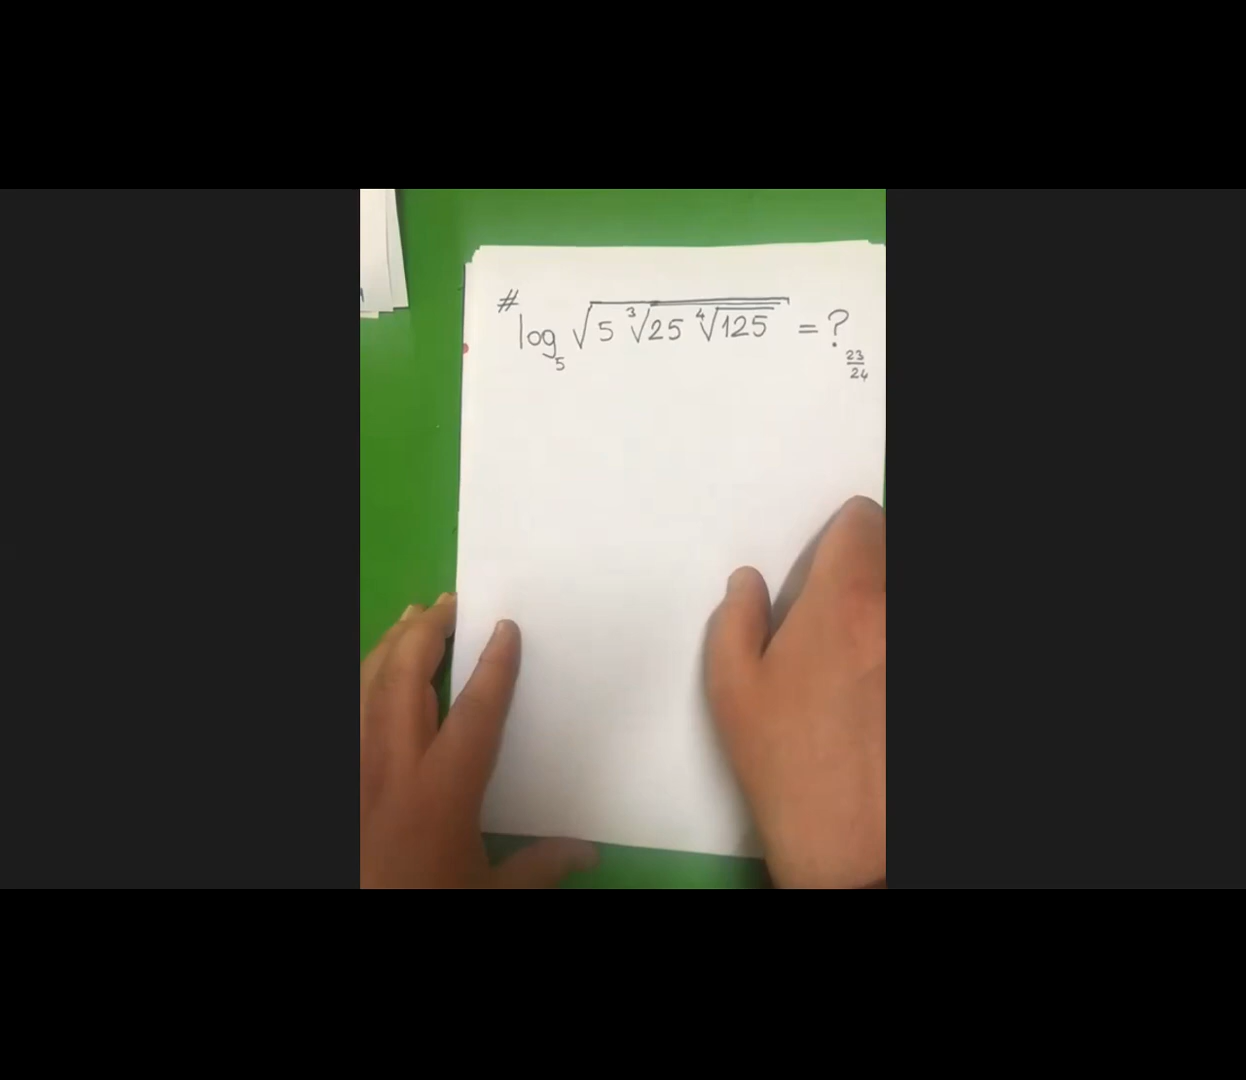 # log₅ √(5 ∛(25 ∜125)) = ?
23/24